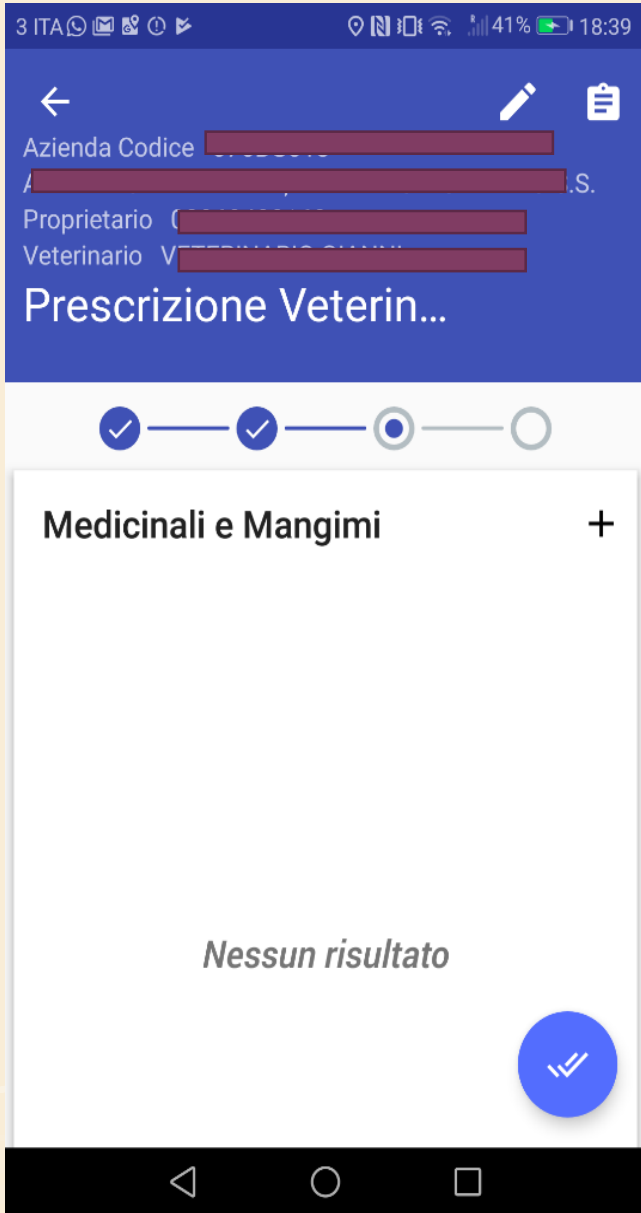 3 ITA 41% 18:39
Azienda Codice
.S.
Proprietario
Veterinario V
Prescrizione Veterin...
Medicinali e Mangimi
Nessun risultato